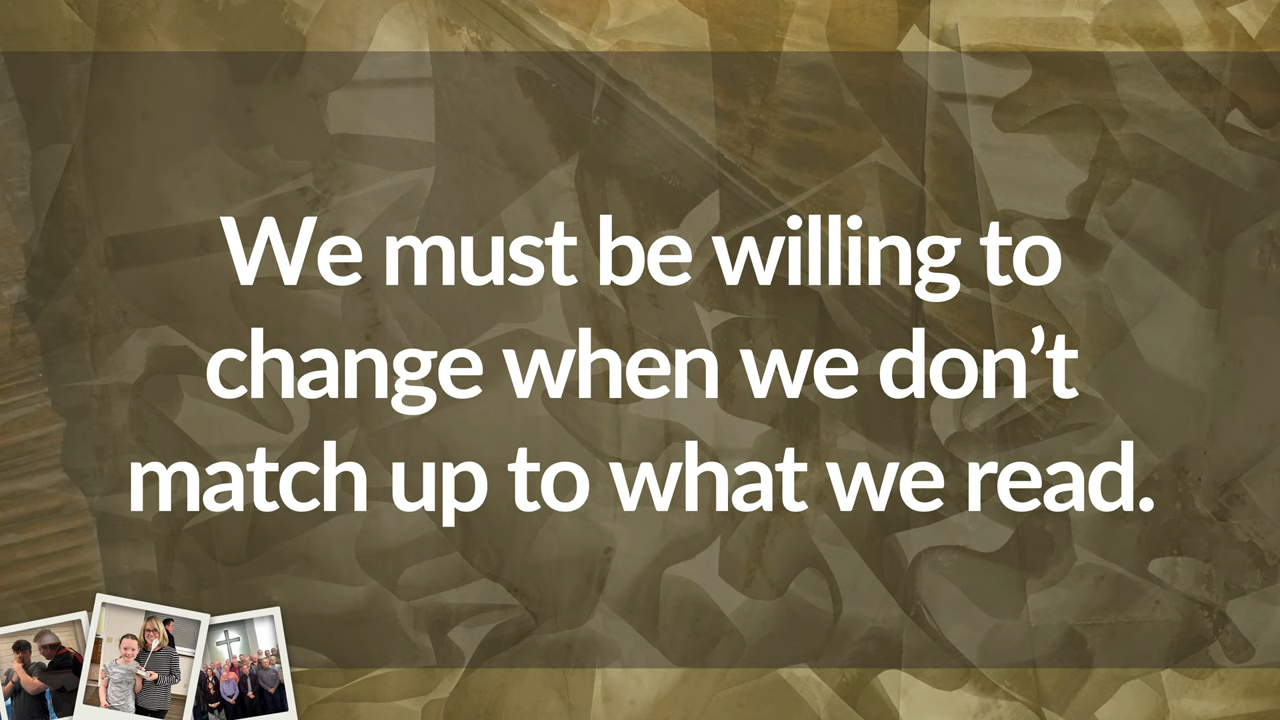 We must be willing to
change when we don’t
match up to what we read.